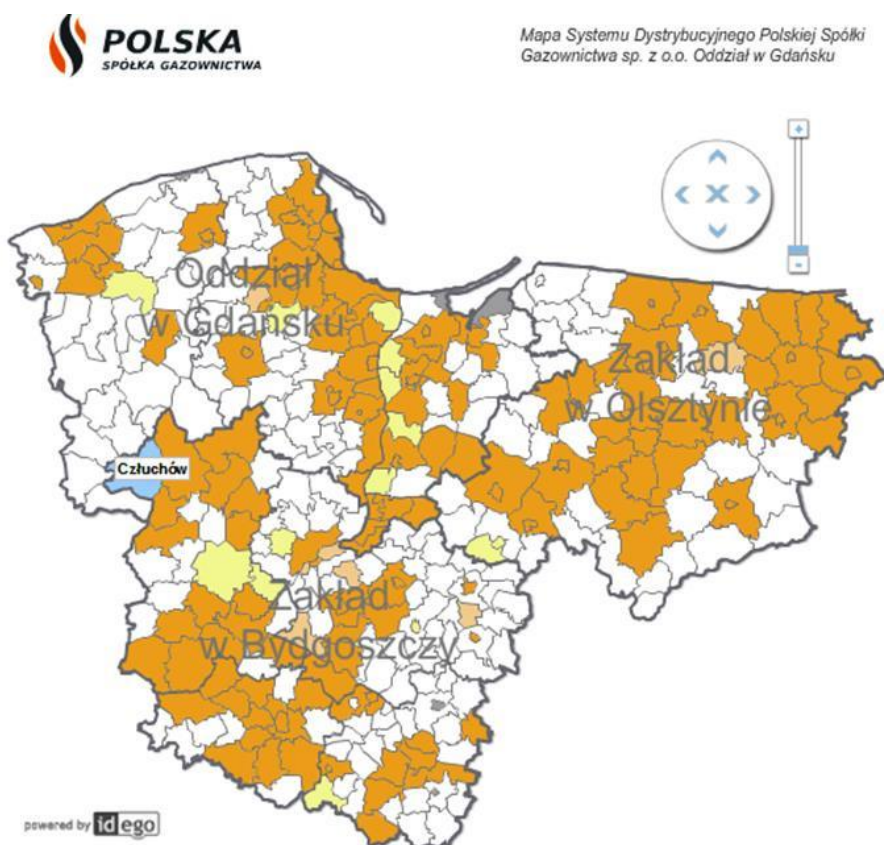 POLSKA
SPÓŁKA GAZOWNICTWA
Mapa Systemu Dystrybucyjnego Polskiej Spółki
Gazownictwa sp. z o.o. Oddział w Gdańsku
+
-
Oddział
w Gdańsku
Zakład
w Olsztynie
Człuchów
Zakład
w Bydgoszczy
powered by idego